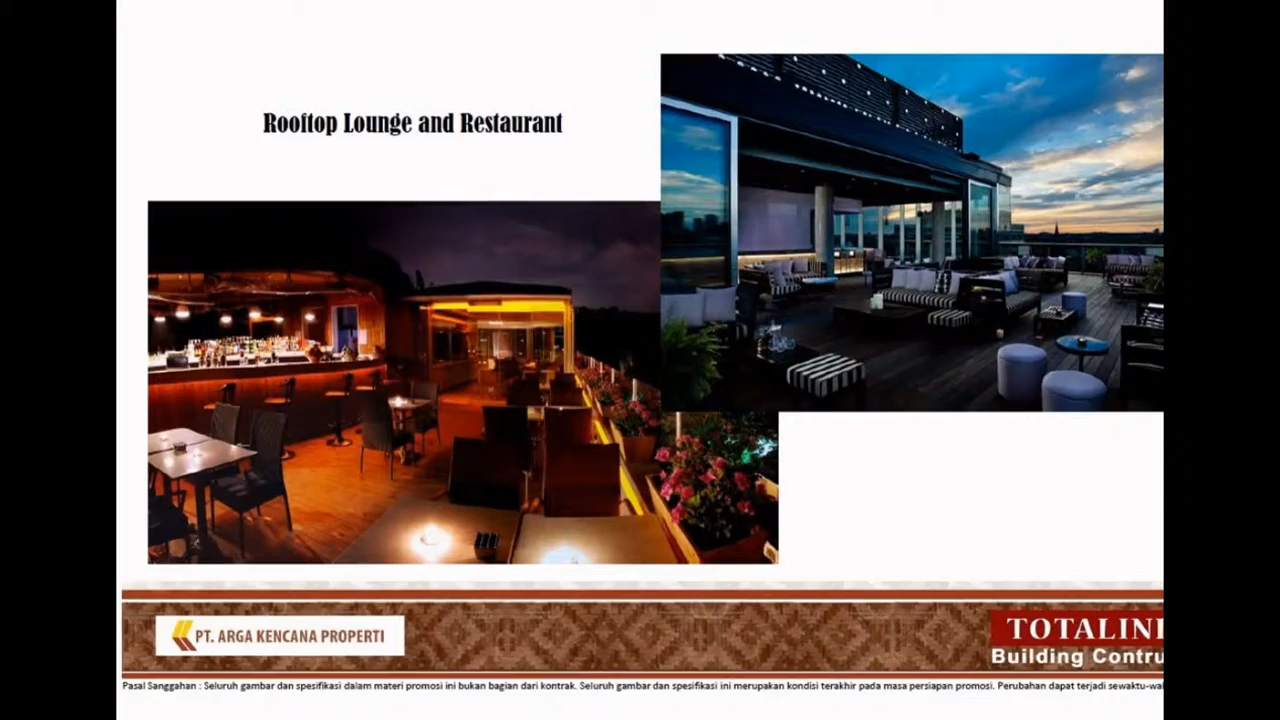 Rooftop Lounge and Restaurant
PT. ARGA KENCANA PROPERTI
TOTALIN
Building Contru
Pasal Sanggahan : Seluruh gambar dan spesifikasi dalam materi promosi ini bukan bagian dari kontrak. Seluruh gambar dan spesifikasi ini merupakan kondisi terakhir pada masa persiapan promosi. Perubahan dapat terjadi sewaktu-wa